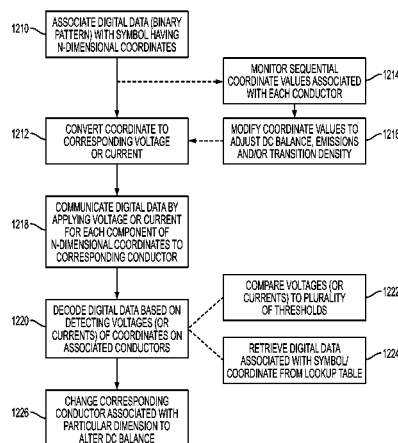 1210
ASSOCIATE DIGITAL DATA (BINARY
PATTERN) WITH SYMBOL HAVING
N-DIMENSIONAL COORDINATES
MONITOR SEQUENTIAL
COORDINATE VALUES ASSOCIATED
WITH EACH CONDUCTOR
1214
1212
CONVERT COORDINATE TO
CORRESPONDING VOLTAGE
OR CURRENT
MODIFY COORDINATE VALUES TO
ADJUST DC BALANCE, EMISSIONS
AND/OR TRANSITION DENSITY
1216
1218
COMMUNICATE DIGITAL DATA BY
APPLYING VOLTAGE OR CURRENT
FOR EACH COMPONENT OF
N-DIMENSIONAL COORDINATES TO
CORRESPONDING CONDUCTOR
COMPARE VOLTAGES (OR
CURRENTS) TO PLURALITY
OF THRESHOLDS
1222
1220
DECODE DIGITAL DATA BASED ON
DETECTING VOLTAGES (OR
CURRENTS) OF COORDINATES ON
ASSOCIATED CONDUCTORS
RETRIEVE DIGITAL DATA
ASSOCIATED WITH SYMBOL/
COORDINATE FROM LOOKUP TABLE
1224
1226
CHANGE CORRESPONDING
CONDUCTOR ASSOCIATED WITH
PARTICULAR DIMENSION TO
ALTER DC BALANCE